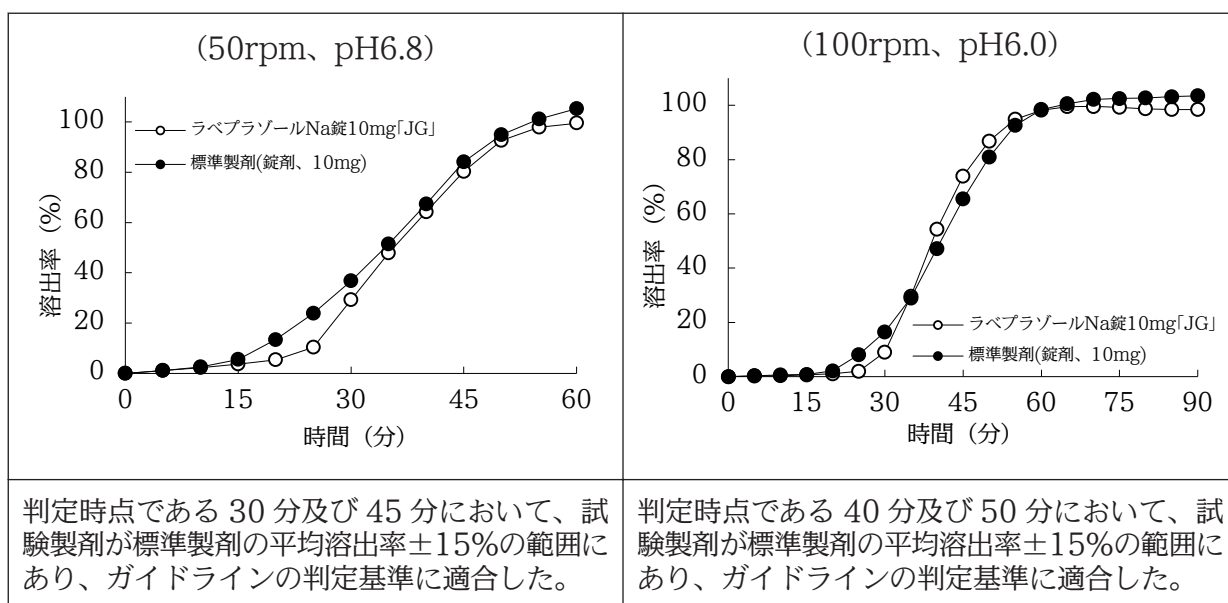 (50rpm、pH6.8)
溶出率 (%)
100
80
60
40
20
0
ラベプラゾールNa錠10mg「JG」
標準製剤(錠剤、10mg)
0 15 30 45 60
時間 (分)
判定時点である 30 分及び 45 分において、試
験製剤が標準製剤の平均溶出率±15%の範囲に
あり、ガイドラインの判定基準に適合した。
(100rpm、pH6.0)
溶出率 (%)
100
80
60
40
20
0
ラベプラゾールNa錠10mg「JG」
標準製剤(錠剤、10mg)
0 15 30 45 60 75 90
時間 (分)
判定時点である 40 分及び 50 分において、試
験製剤が標準製剤の平均溶出率±15%の範囲に
あり、ガイドラインの判定基準に適合した。